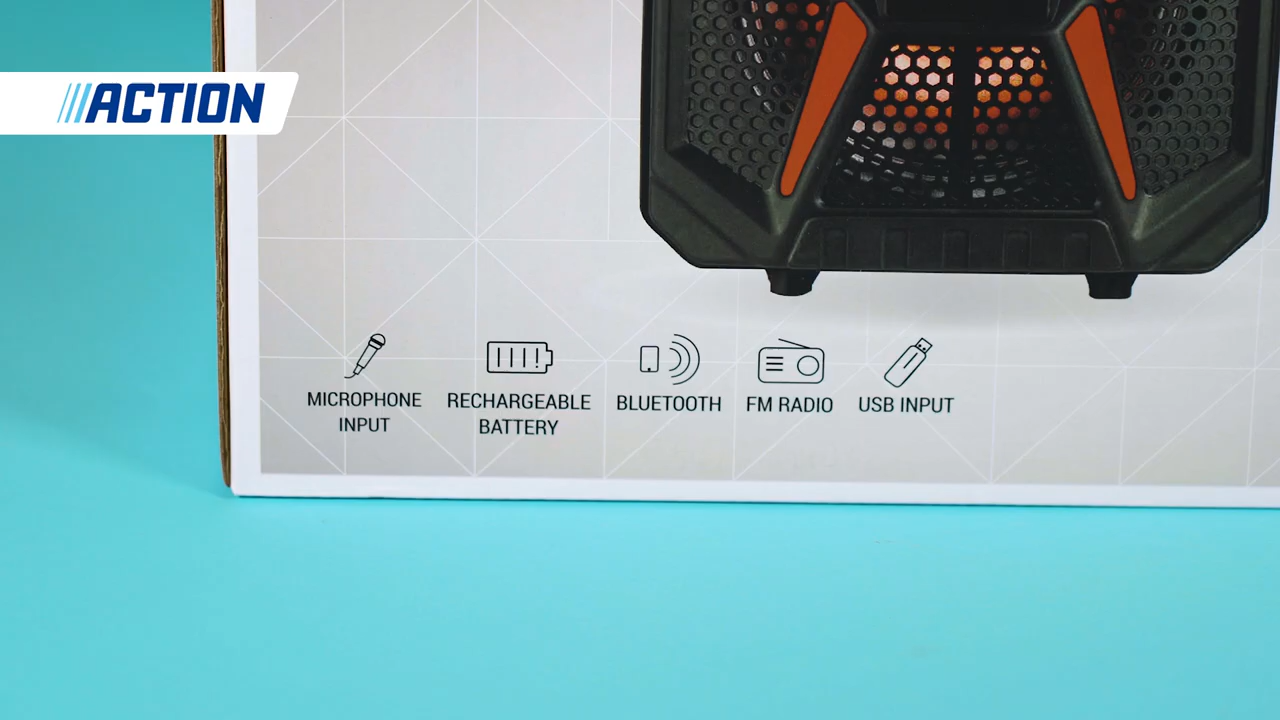 ACTION
MICROPHONE
INPUT
RECHARGEABLE
BATTERY
BLUETOOTH
FM RADIO
USB INPUT